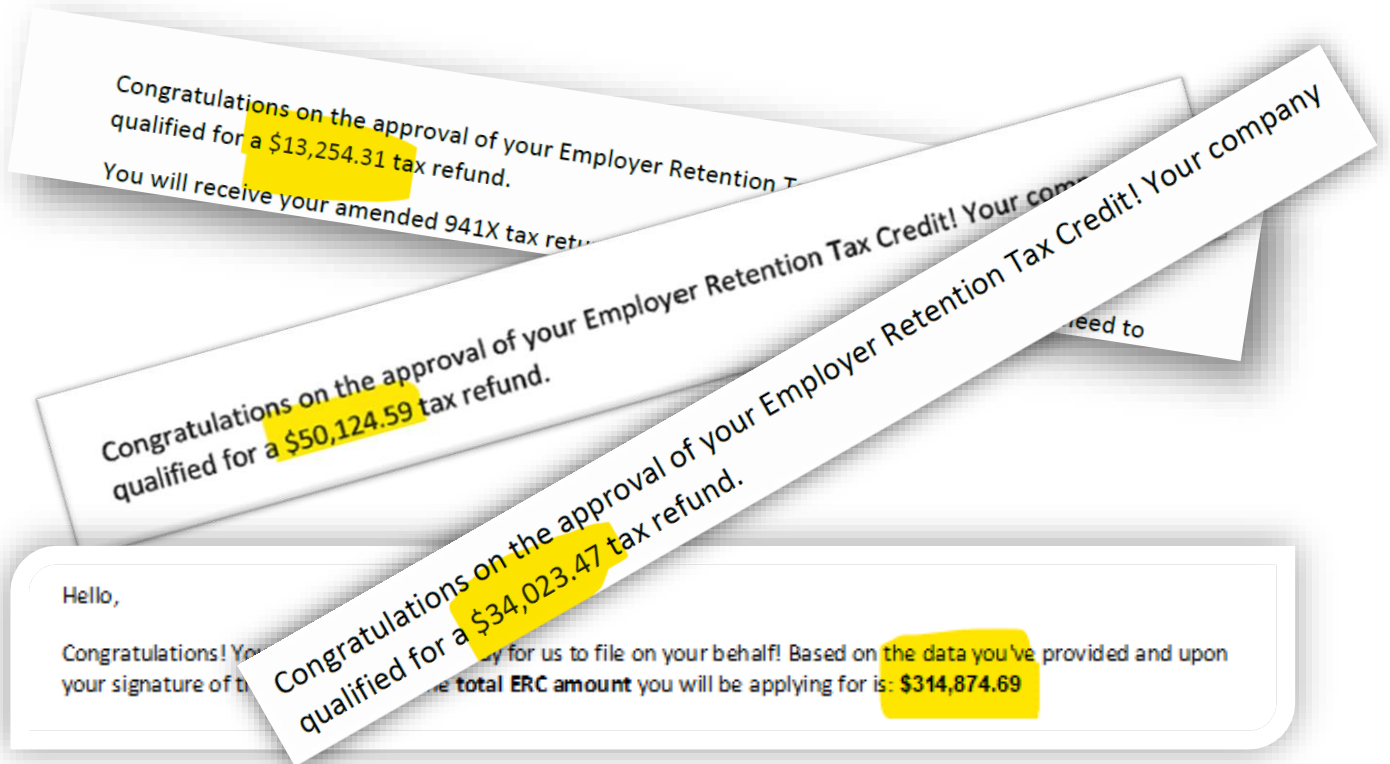 Congratulations on the approval of your Employer Retention
qualified for a $13,254.31 tax refund.
You will receive your amended 941X tax
need to
Congratulations on the approval of your Employer Retention Tax Credit! Your
qualified for a $50,124.59 tax refund.
Congratulations on the approval of your Employer Retention Tax Credit! Your company
qualified for a $34,023.47 tax refund.
Hello,
Congratulations! for us to file on your behalf! Based on the data you've provided and upon
your signature of total ERC amount you will be applying for is: $314,874.69